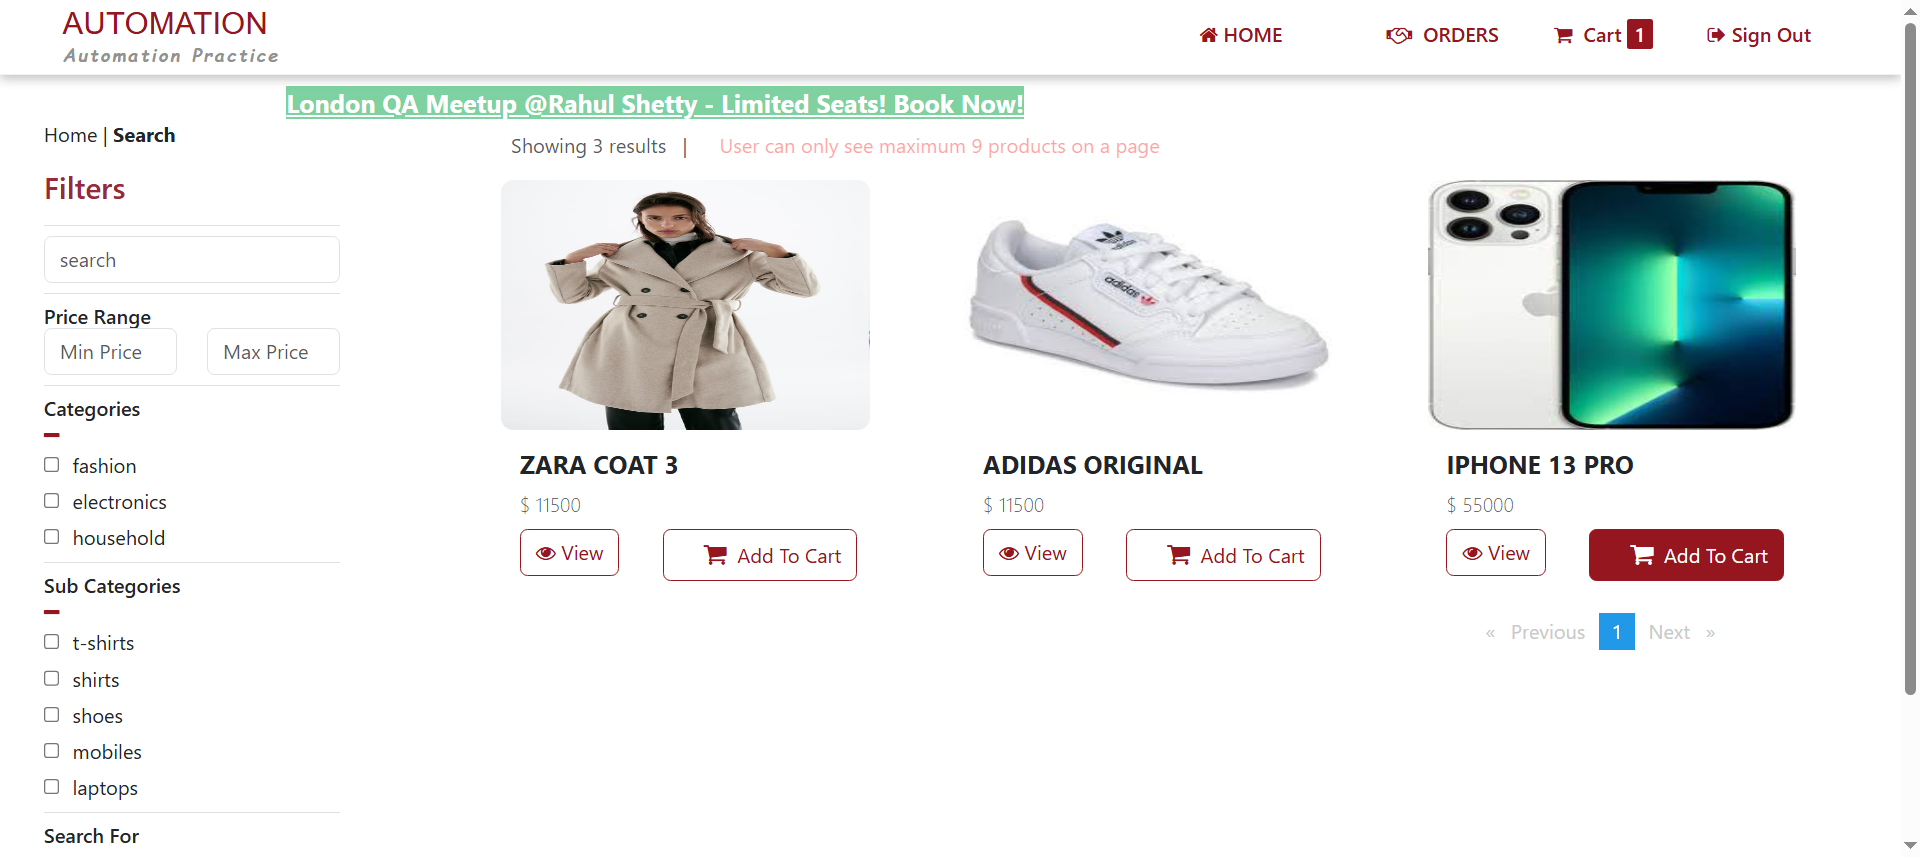 AUTOMATION
Automation Practice
HOME
ORDERS
Cart 1
Sign Out
London QA Meetup @Rahul Shetty - Limited Seats! Book Now!
Home | Search
Showing 3 results |
User can only see maximum 9 products on a page
Filters
search
Price Range
Min Price
Max Price
Categories
fashion
electronics
household
Sub Categories
t-shirts
shirts
shoes
mobiles
laptops
Search For
adidas
adidas
ZARA COAT 3
$ 11500
View
Add To Cart
ADIDAS ORIGINAL
$ 11500
View
Add To Cart
IPHONE 13 PRO
$ 55000
View
Add To Cart
« Previous 1 Next »